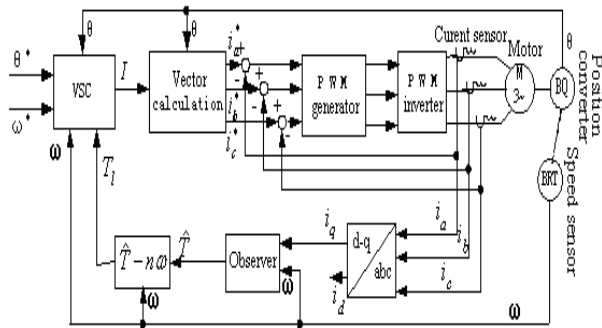 θ*
ω*
θ
VSC
I
θ
Vector
calculation
i*a
i*b
i*c
+
-
+
-
+
-
PWM
generator
PWM
inverter
Curent sensor
Motor
M
3~
θ
BQ
Position
converter
BRT
Speed sensor
ω
Tl
T̂-nω
ω
T̂
Observer
ω
iq
id
d-q
abc
ia
ib
ic
ω